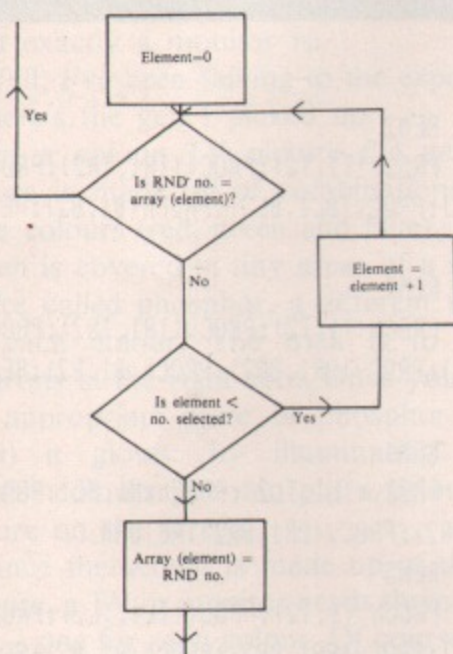 Element=0
Yes
Is RND no. =
array (element)?
No
Element =
element +1
Is element <
no. selected?
Yes
No
Array (element) =
RND no.